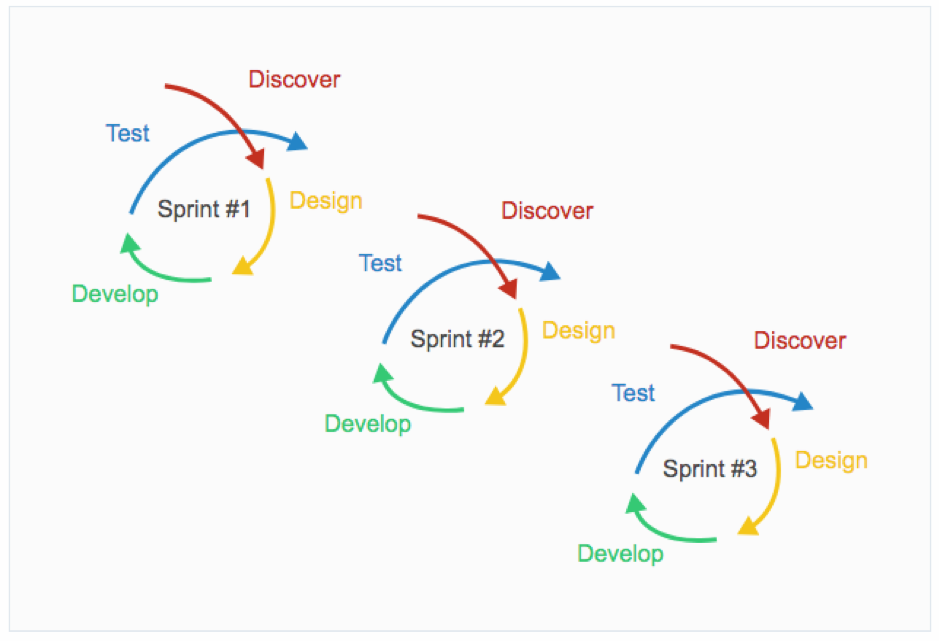 Discover
Test
Sprint #1
Design
Develop
Discover
Test
Sprint #2
Design
Develop
Discover
Test
Sprint #3
Design
Develop